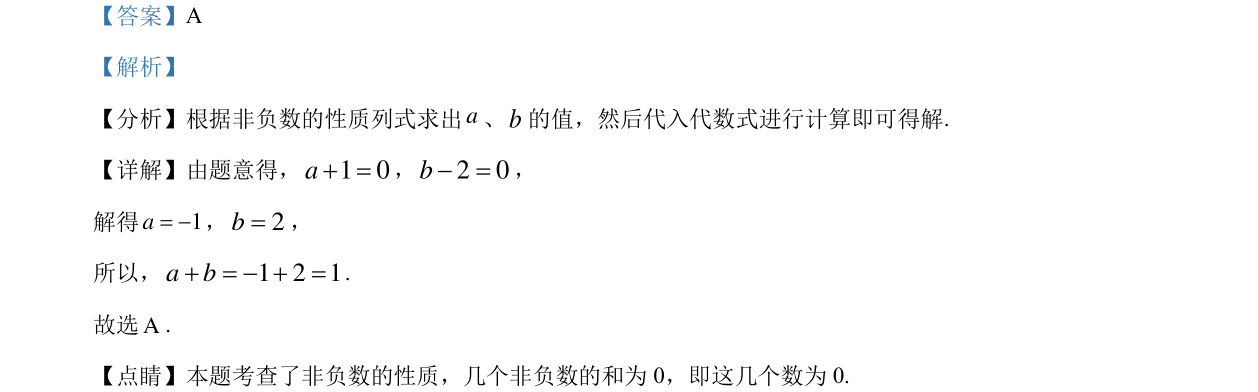 【答案】A
【解析】
【分析】根据非负数的性质列式求出 a 、 b 的值，然后代入代数式进行计算即可得解.
【详解】由题意得， a+1=0， b−2=0，
解得 a=−1， b=2，
所以， a+b=−1+2=1.
故选 A .
【点睛】本题考查了非负数的性质，几个非负数的和为 0，即这几个数为 0.